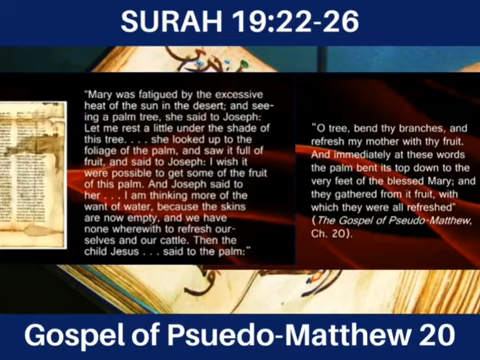 SURAH 19:22-26
"Mary was fatigued by the excessive
heat of the sun in the desert; and see-
ing a palm tree, she said to Joseph:
Let me rest a little under the shade of
this tree. . . . she looked up to the
foliage of the palm, and saw it full of
fruit, and said to Joseph: I wish it
were possible to get some of the fruit
of this palm. And Joseph said to
her . . . I am thinking more of the
want of water, because the skins
are now empty, and we have
none wherewith to refresh our-
selves and our cattle. Then the
child Jesus . . . said to the palm:"
"O tree, bend thy branches, and
refresh my mother with thy fruit.
And immediately at these words
the palm bent its top down to the
very feet of the blessed Mary; and
they gathered from it fruit, with
which they were all refreshed"
(The Gospel of Pseudo-Matthew,
Ch. 20).
Gospel of Psuedo-Matthew 20